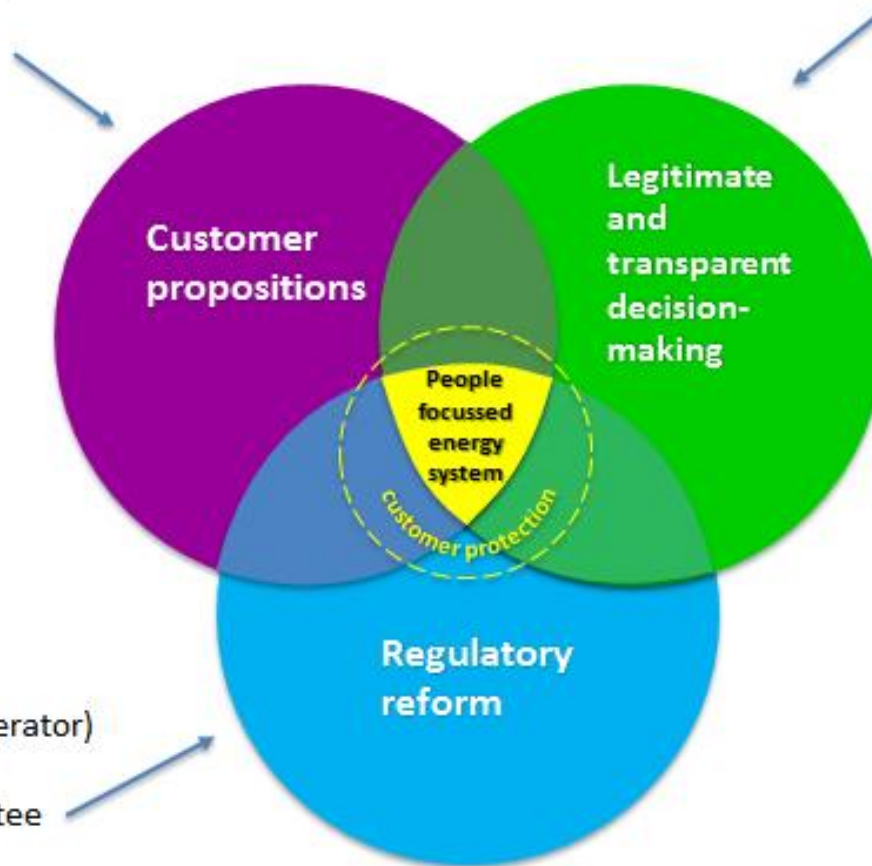 Customer
propositions
Legitimate
and
transparent
decision-
making
People
focussed
energy
system
customer protection
Regulatory
reform
erator)
tee